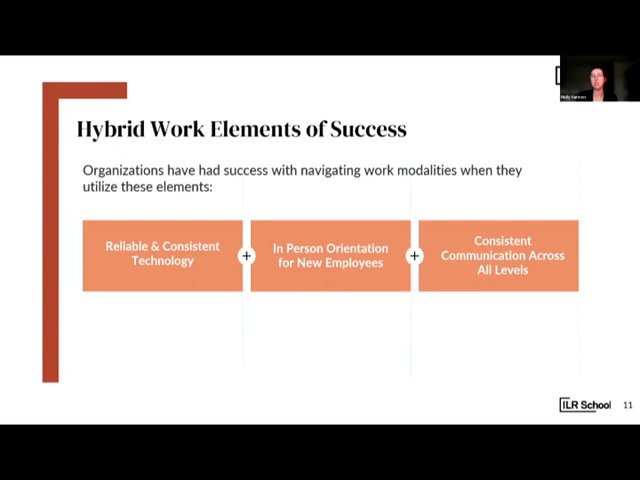 Hybrid Work Elements of Success
Organizations have had success with navigating work modalities when they
utilize these elements:
Reliable & Consistent
Technology
+
In Person Orientation
for New Employees
+
Consistent
Communication Across
All Levels
ILR School
11